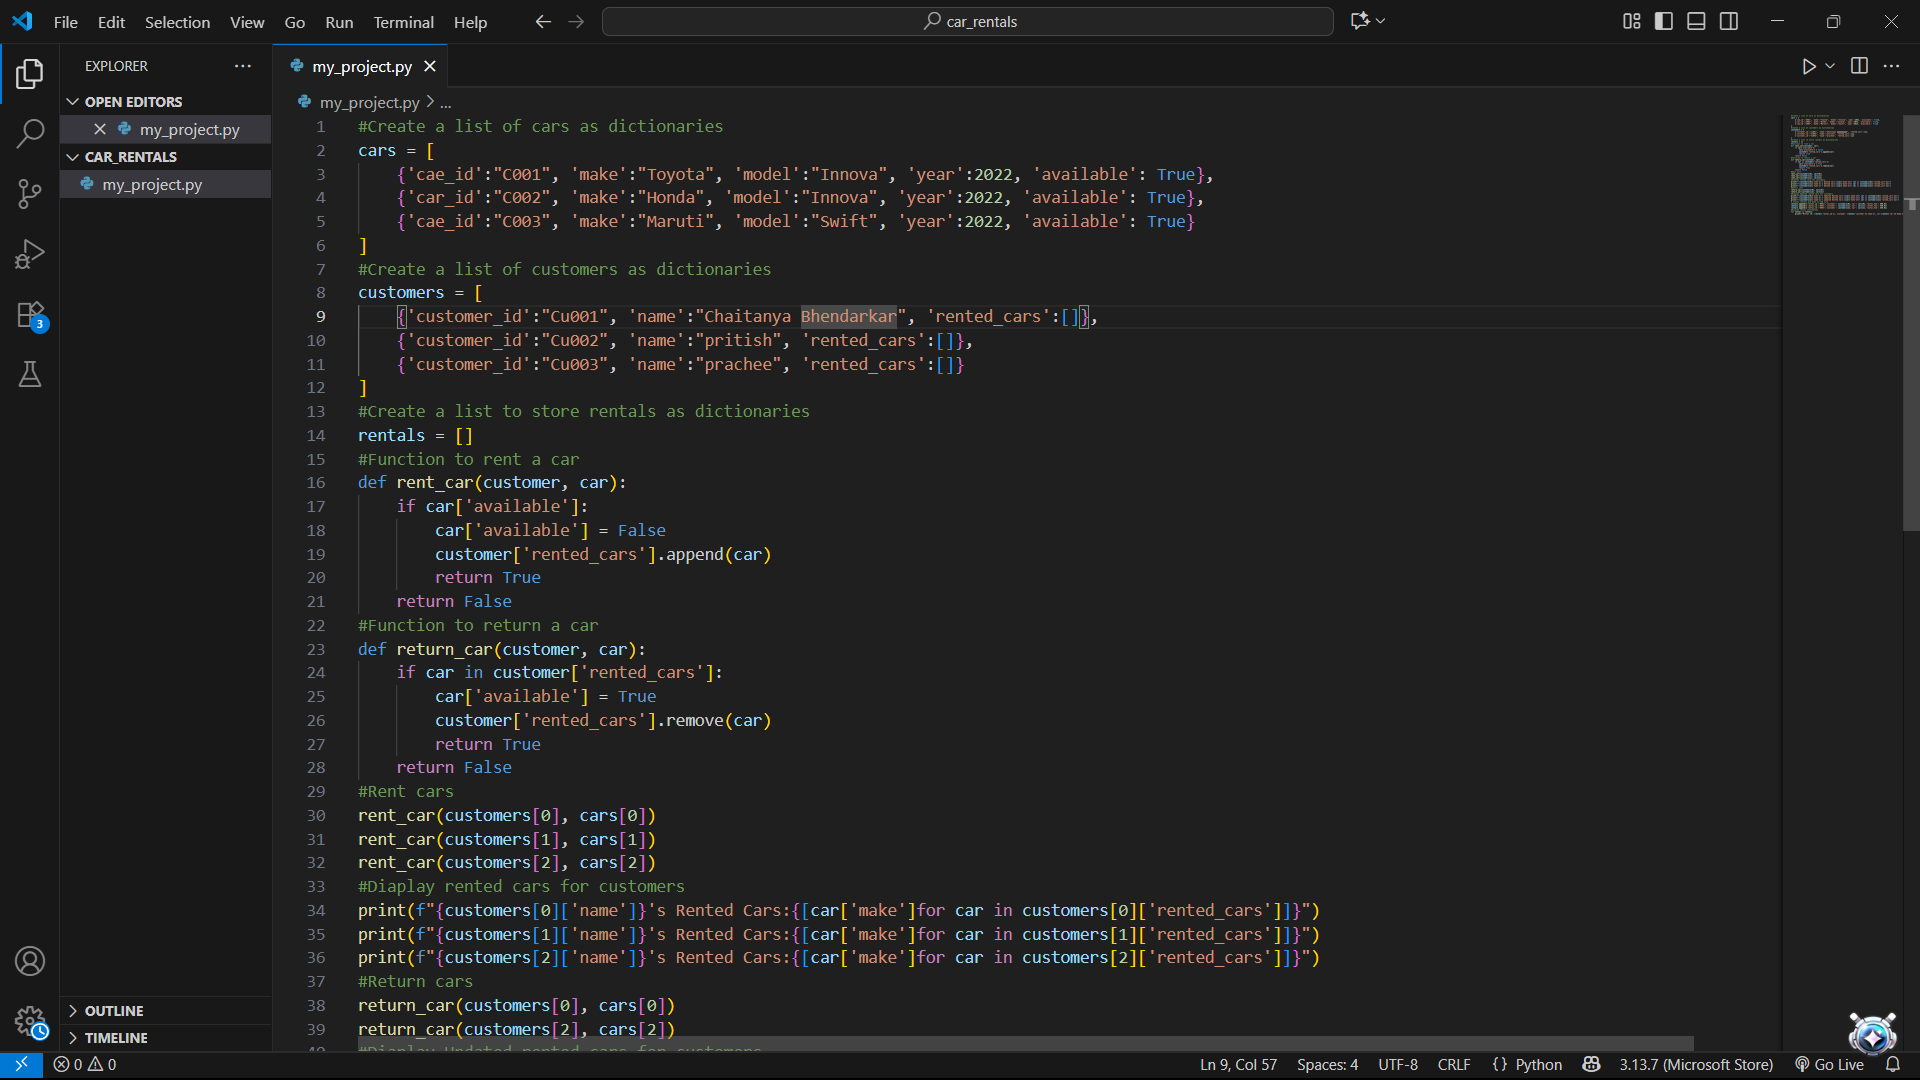 File Edit Selection View Go Run Terminal Help
car_rentals
EXPLORER
OPEN EDITORS
my_project.py
CAR_RENTALS
my_project.py
OUTLINE
TIMELINE
3
my_project.py
my_project.py > ...
1 #Create a list of cars as dictionaries
2 cars = [
3 {'cae_id':"C001", 'make':"Toyota", 'model':"Innova", 'year':2022, 'available': True},
4 {'car_id':"C002", 'make':"Honda", 'model':"Innova", 'year':2022, 'available': True},
5 {'cae_id':"C003", 'make':"Maruti", 'model':"Swift", 'year':2022, 'available': True}
6 ]
7 #Create a list of customers as dictionaries
8 customers = [
9 {'customer_id':"Cu001", 'name':"Chaitanya Bhendarkar", 'rented_cars':[]},
10 {'customer_id':"Cu002", 'name':"pritish", 'rented_cars':[]},
11 {'customer_id':"Cu003", 'name':"prachee", 'rented_cars':[]}
12 ]
13 #Create a list to store rentals as dictionaries
14 rentals = []
15 #Function to rent a car
16 def rent_car(customer, car):
17 if car['available']:
18 car['available'] = False
19 customer['rented_cars'].append(car)
20 return True
21 return False
22 #Function to return a car
23 def return_car(customer, car):
24 if car in customer['rented_cars']:
25 car['available'] = True
26 customer['rented_cars'].remove(car)
27 return True
28 return False
29 #Rent cars
30 rent_car(customers[0], cars[0])
31 rent_car(customers[1], cars[1])
32 rent_car(customers[2], cars[2])
33 #Diaplay rented cars for customers
34 print(f"{customers[0]['name']}'s Rented Cars:{[car['make']for car in customers[0]['rented_cars']]}")
35 print(f"{customers[1]['name']}'s Rented Cars:{[car['make']for car in customers[1]['rented_cars']]}")
36 print(f"{customers[2]['name']}'s Rented Cars:{[car['make']for car in customers[2]['rented_cars']]}")
37 #Return cars
38 return_car(customers[0], cars[0])
39 return_car(customers[2], cars[2])
40 #Display Updated rented cars for customers
0 0 Ln 9, Col 57 Spaces: 4 UTF-8 CRLF {} Python 3.13.7 (Microsoft Store) Go Live